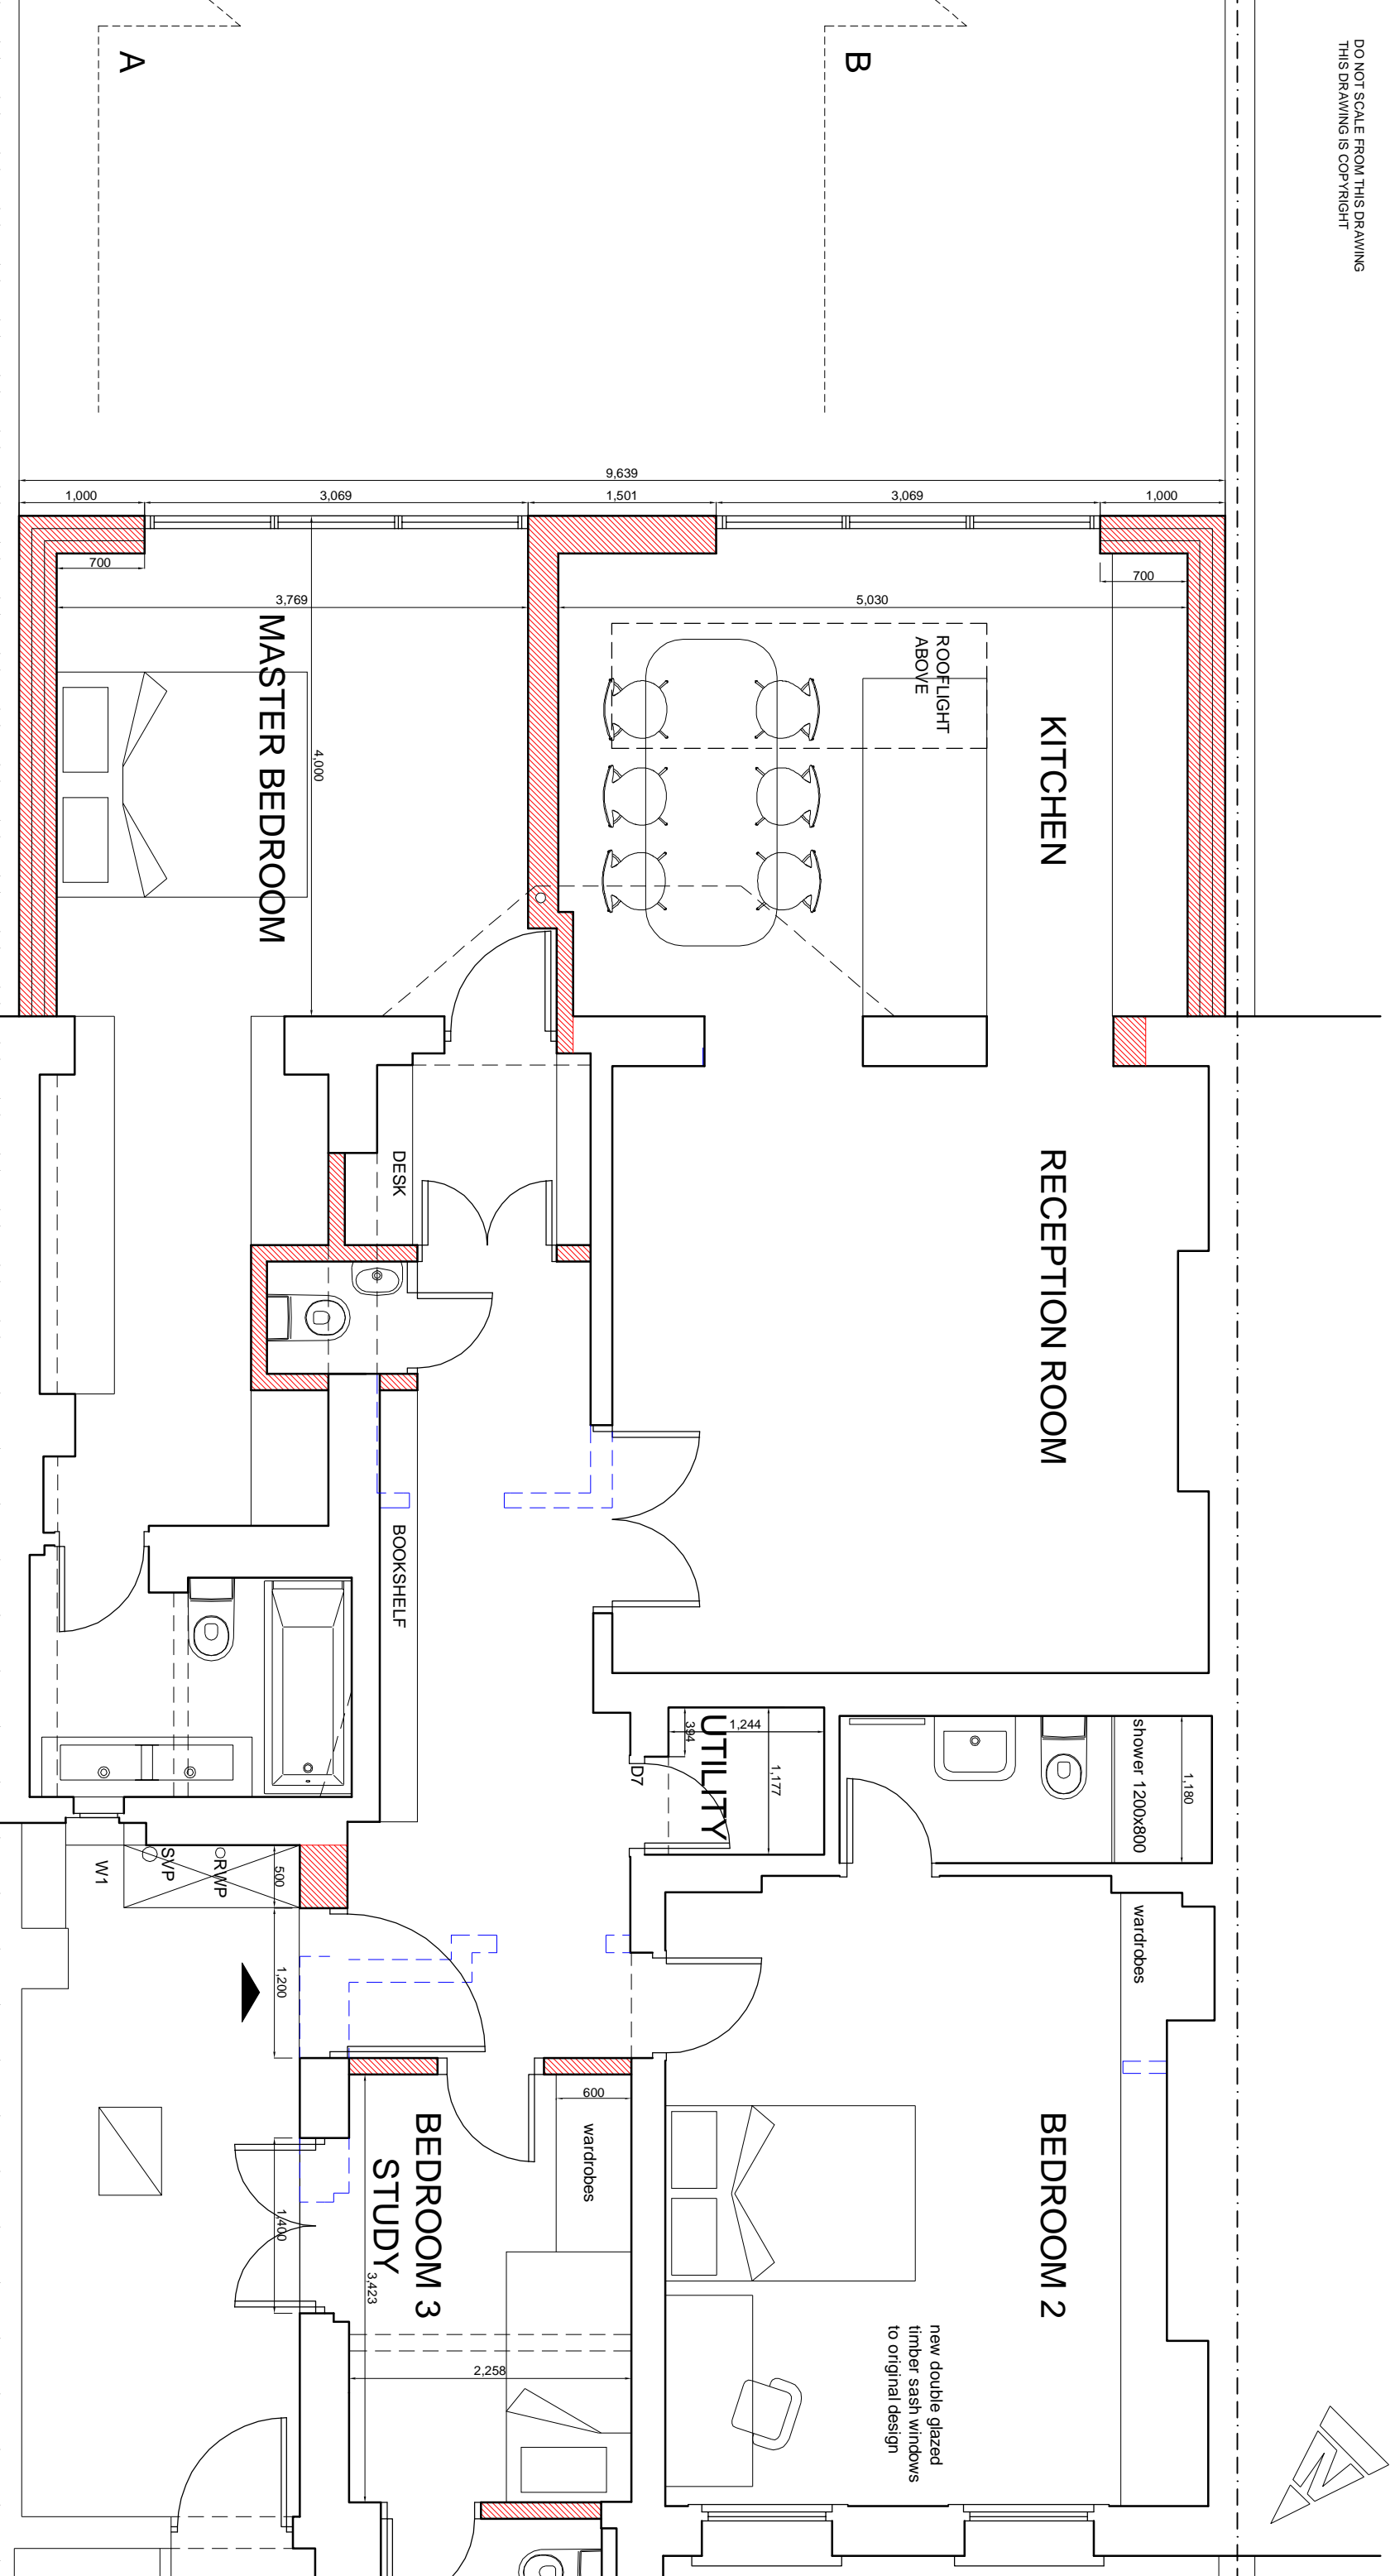 DO NOT SCALE FROM THIS DRAWING
THIS DRAWING IS COPYRIGHT
A
B
9,639
1,000
3,069
1,501
3,069
1,000
700
700
3,769
5,030
MASTER BEDROOM
4,000
ROOFLIGHT
ABOVE
KITCHEN
RECEPTION ROOM
DESK
BOOKSHELF
UTILITY
1,244
394
1,177
D7
shower 1200x800
1,180
W1
SVP
RWP
500
1,200
1,400
wardrobes
600
wardrobes
BEDROOM 3
STUDY
3,423
2,258
BEDROOM 2
new double glazed
timber sash windows
to original design
N